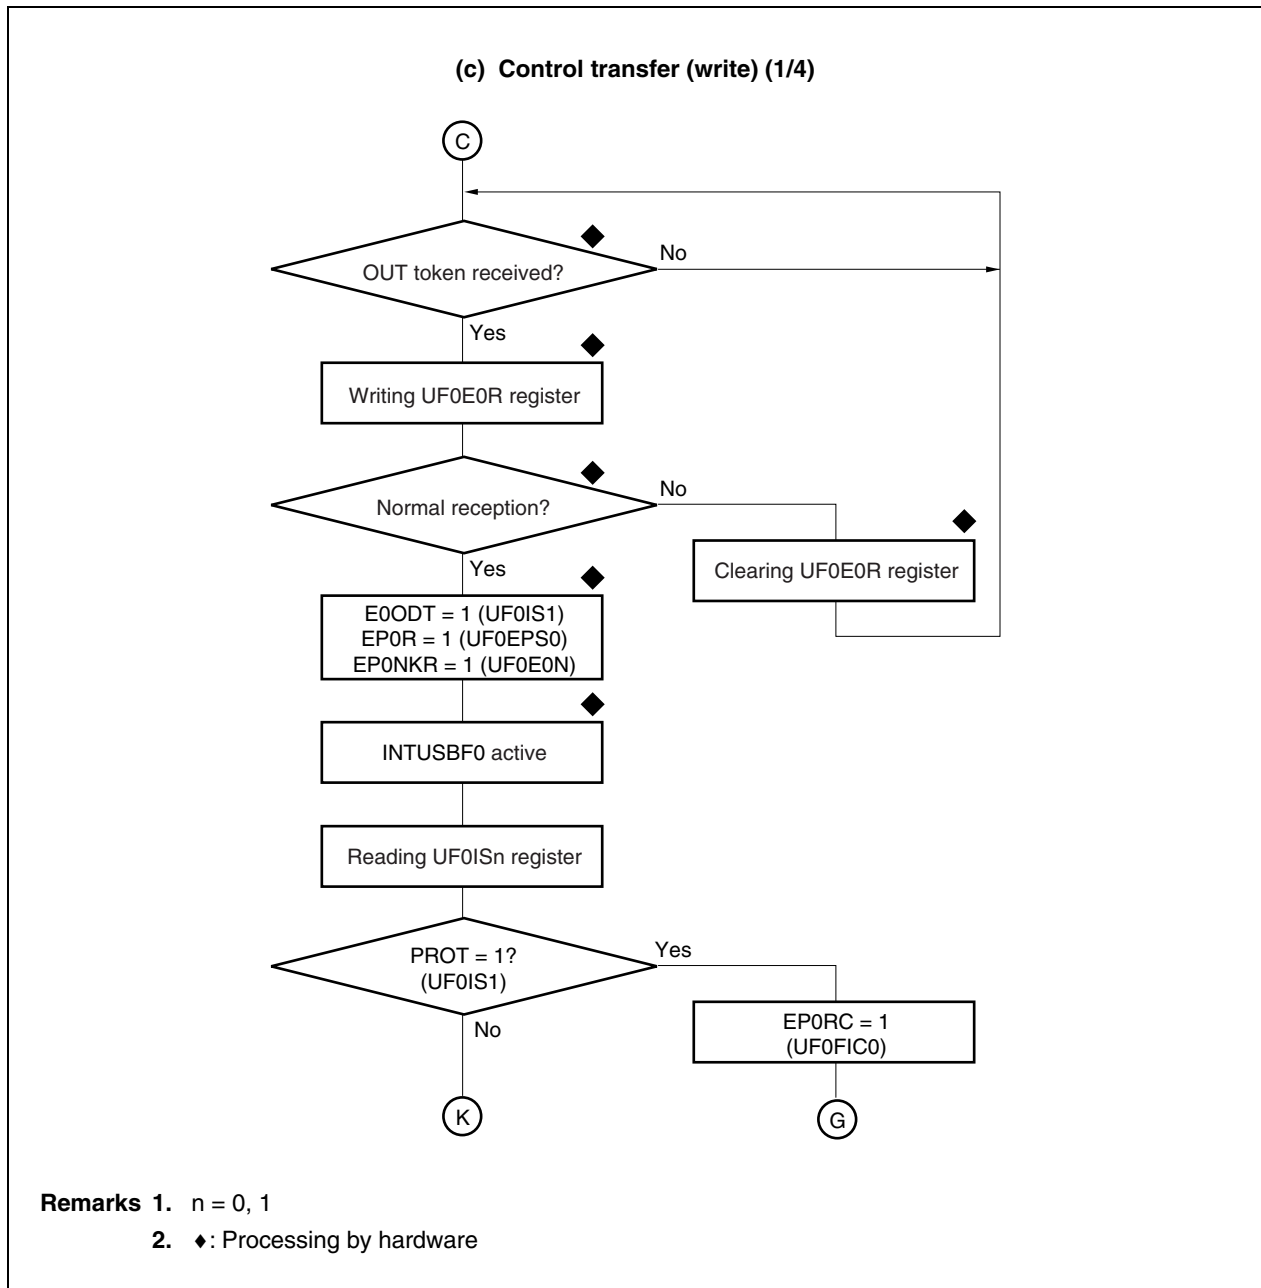 (c) Control transfer (write) (1/4)
C
OUT token received?
No
Yes
Writing UF0E0R register
Normal reception?
No
Yes
Clearing UF0E0R register
E0ODT = 1 (UF0IS1)
EP0R = 1 (UF0EPS0)
EP0NKR = 1 (UF0E0N)
INTUSBF0 active
Reading UF0ISn register
PROT = 1?
(UF0IS1)
Yes
No
EP0RC = 1
(UF0FIC0)
K
G
Remarks 1. n = 0, 1
2. ♦: Processing by hardware